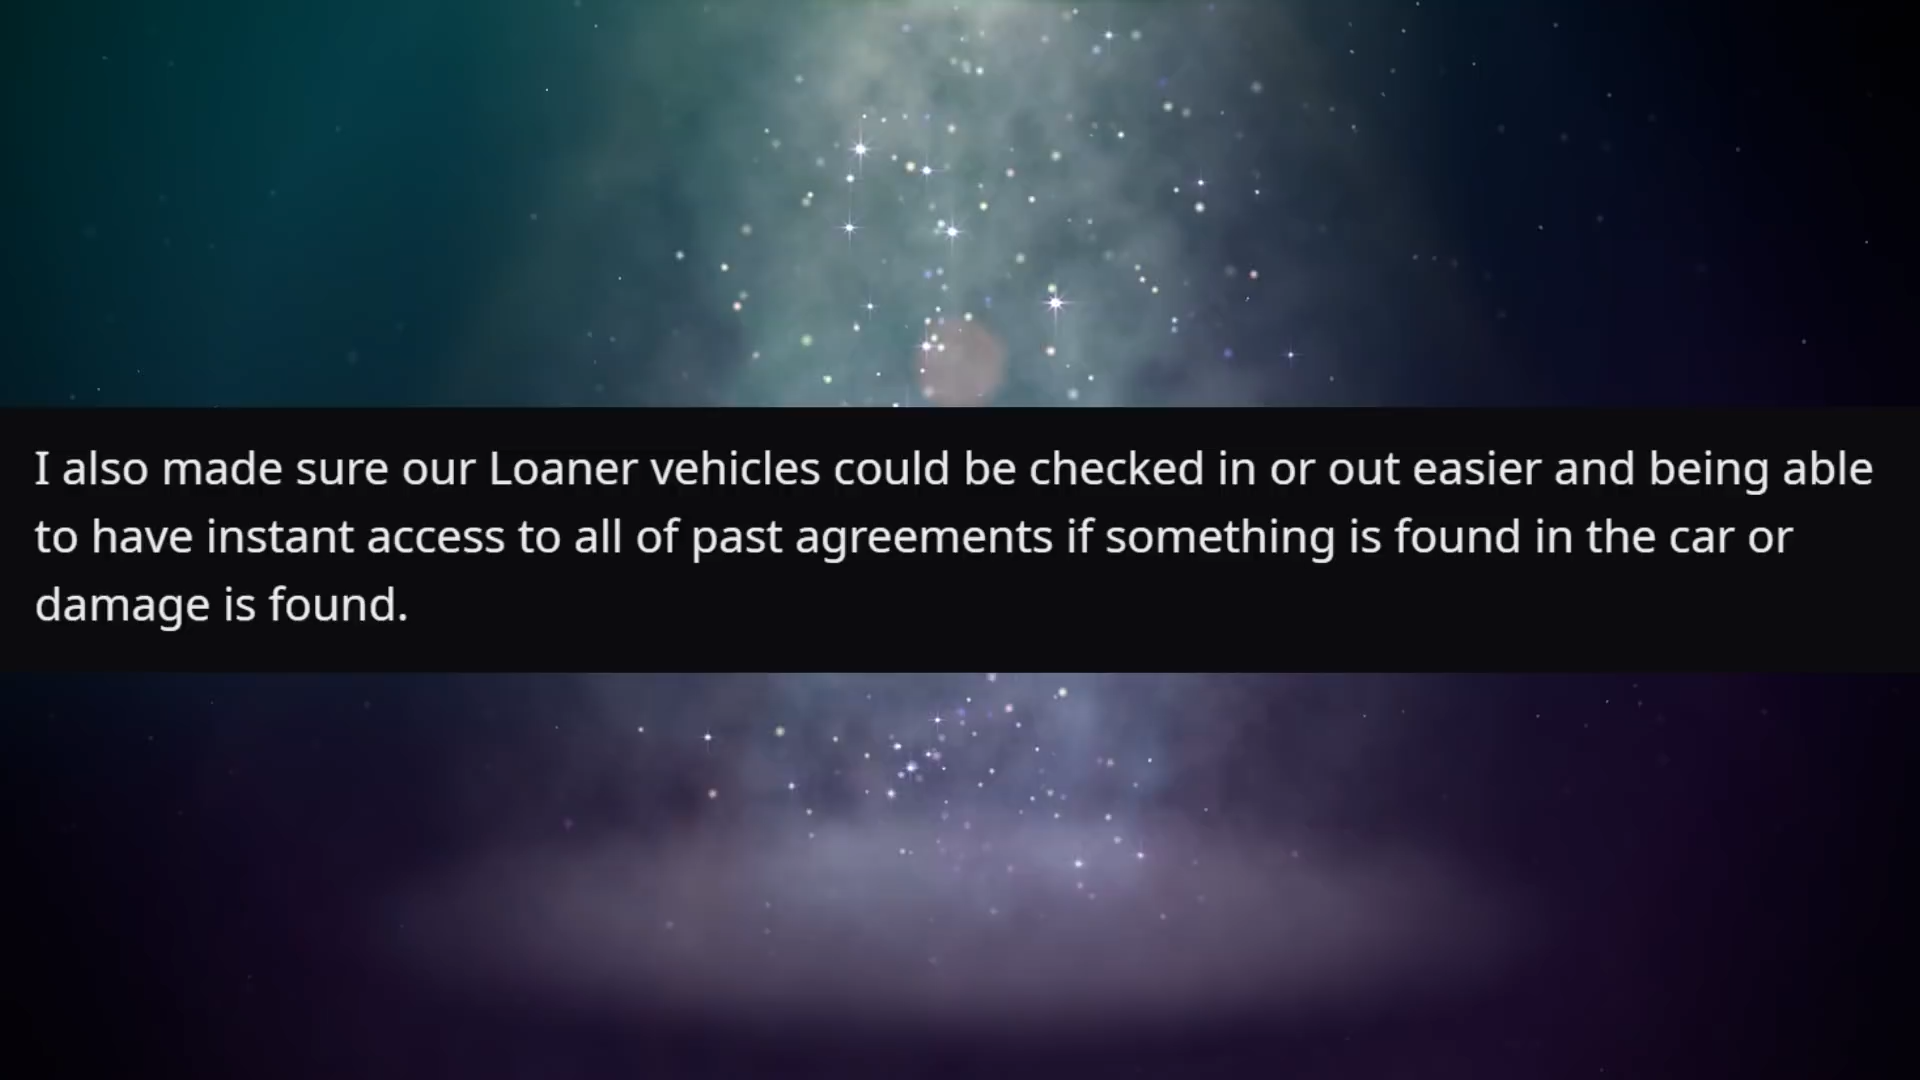 I also made sure our Loaner vehicles could be checked in or out easier and being able
to have instant access to all of past agreements if something is found in the car or
damage is found.